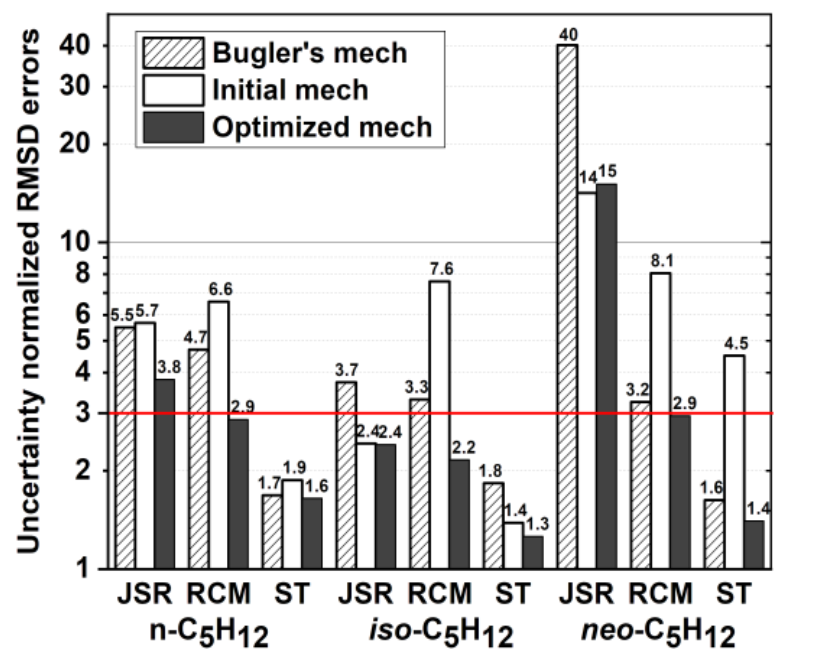 Uncertainty normalized RMSD errors
40
30
20
10
8
6
5
4
3
2
1
Bugler's mech
Initial mech
Optimized mech
5.5 5.7 3.8
4.7 6.6 2.9
1.7 1.9 1.6
3.7 2.4 2.4
3.3 7.6 2.2
1.8 1.4 1.3
40 14 15
3.2 8.1 2.9
1.6 4.5 1.4
JSR RCM ST JSR RCM ST JSR RCM ST
n-C5H12 iso-C5H12 neo-C5H12